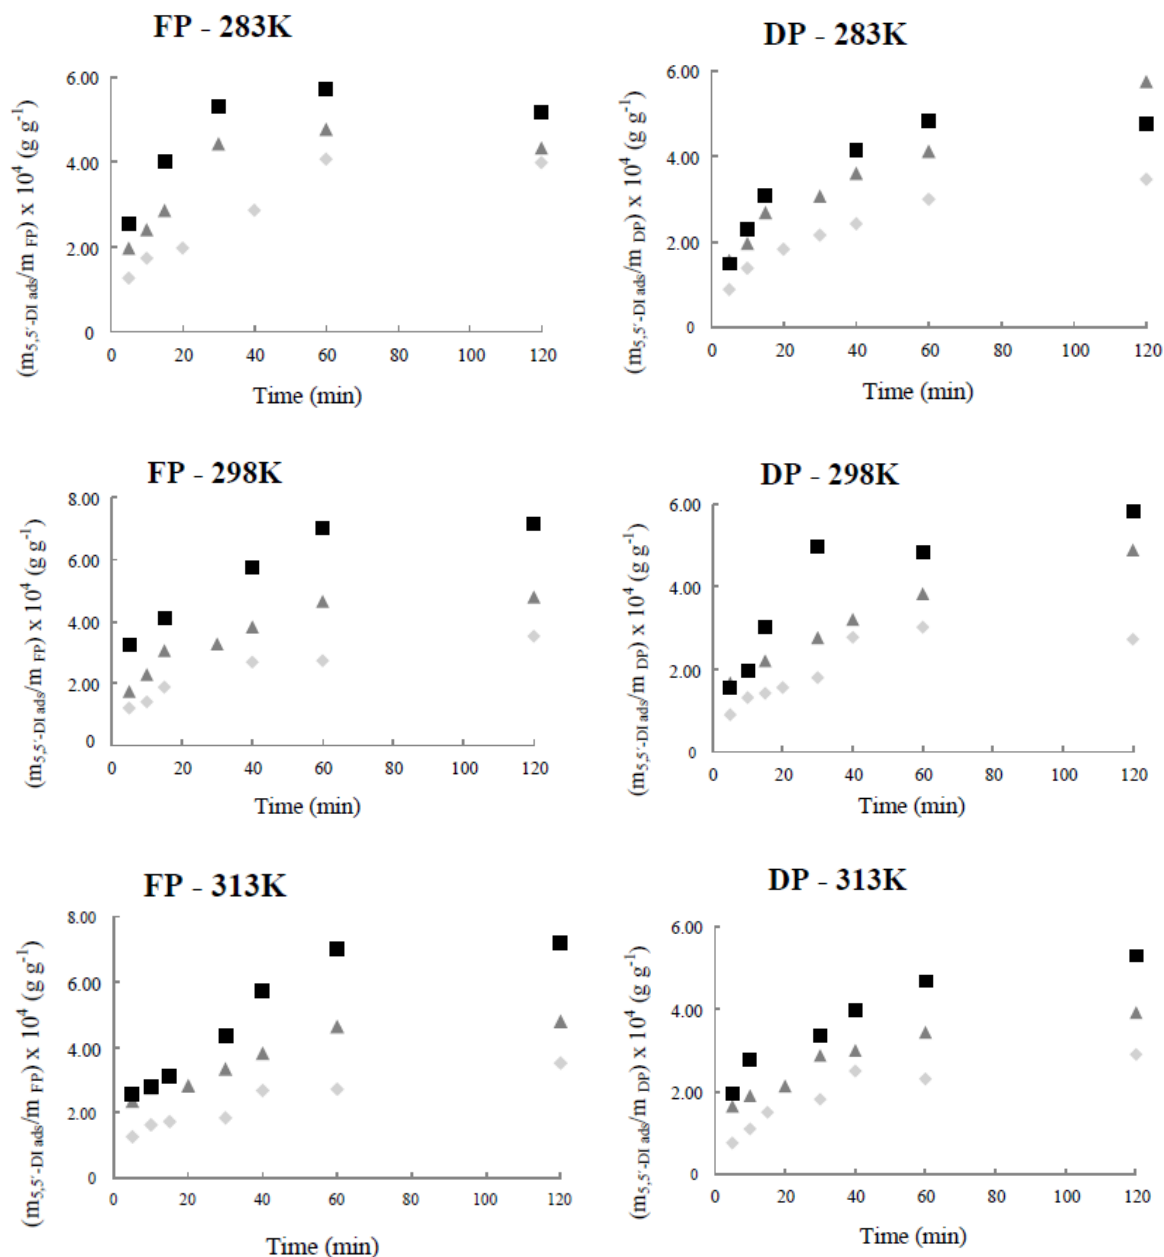 FP - 283K
(m5,5′-DI ads/m FP) x 10⁴ (g g⁻¹)
6.00
4.00
2.00
0
0 20 40 60 80 100 120
Time (min)
DP - 283K
(m5,5′-DI ads/m DP) x 10⁴ (g g⁻¹)
6.00
4.00
2.00
0
0 20 40 60 80 100 120
Time (min)
FP - 298K
(m5,5′-DI ads/m FP) x 10⁴ (g g⁻¹)
8.00
6.00
4.00
2.00
0
0 20 40 60 80 100 120
Time (min)
DP - 298K
(m5,5′-DI ads/m DP) x 10⁴ (g g⁻¹)
6.00
4.00
2.00
0
0 20 40 60 80 100 120
Time (min)
FP - 313K
(m5,5′-DI ads/m FP) x 10⁴ (g g⁻¹)
8.00
6.00
4.00
2.00
0
0 20 40 60 80 100 120
Time (min)
DP - 313K
(m5,5′-DI ads/m DP) x 10⁴ (g g⁻¹)
6.00
4.00
2.00
0
0 20 40 60 80 100 120
Time (min)